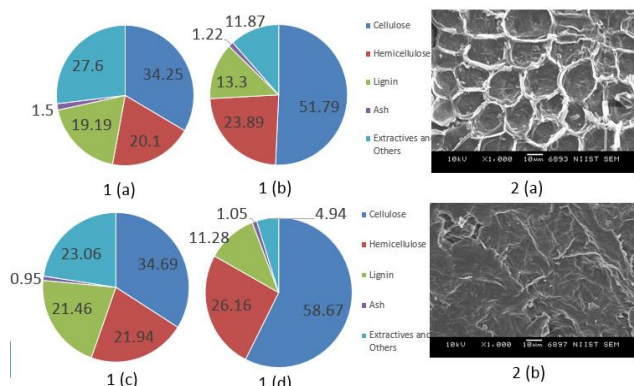 27.6
34.25
1.5
19.19
20.1
1 (a)
11.87
1.22
13.3
51.79
23.89
1 (b)
Cellulose
Hemicellulose
Lignin
Ash
Extractives and
Others
10kV X1,000 10μm 6893 NIIST SEM
2 (a)
23.06
34.69
0.95
21.46
21.94
1 (c)
1.05
4.94
11.28
26.16
58.67
1 (d)
Cellulose
Hemicellulose
Lignin
Ash
Extractives and
Others
10kV X1,000 10μm 6897 NIIST SEM
2 (b)